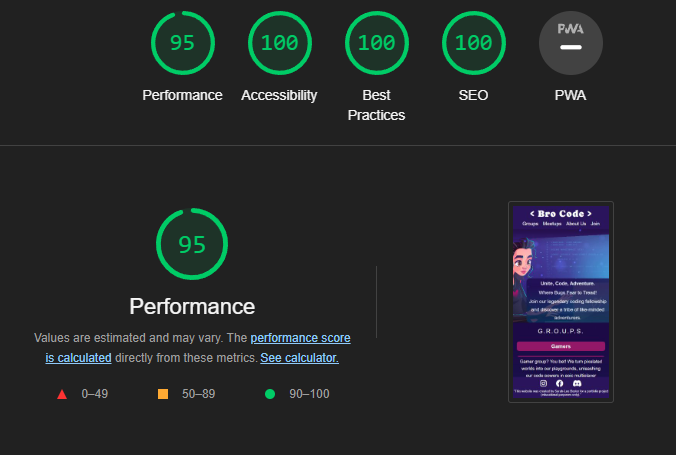 95
100
100
100
PWA
Performance
Accessibility
Best
Practices
SEO
PWA
95
Performance
Values are estimated and may vary. The performance score
is calculated directly from these metrics. See calculator.
0–49
50–89
90–100
< Bro Code >
Groups Meetups About Us Join
Unite, Code, Adventure.
Where Bugs Fear to Tread!
Join our legendary coding fellowship
and discover a tribe of like-minded
adventurers.
G.R.O.U.P.S.
Gamers
Gamer group? You bet! We turn pixelated
worlds into our playgrounds, unleashing
our code powers in epic multiplayer